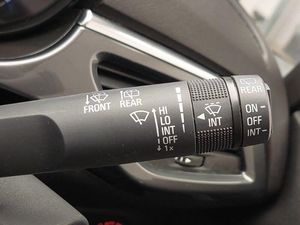 FRONT REAR
HI
LO
INT
OFF
1x
INT
REAR
ON
OFF
INT